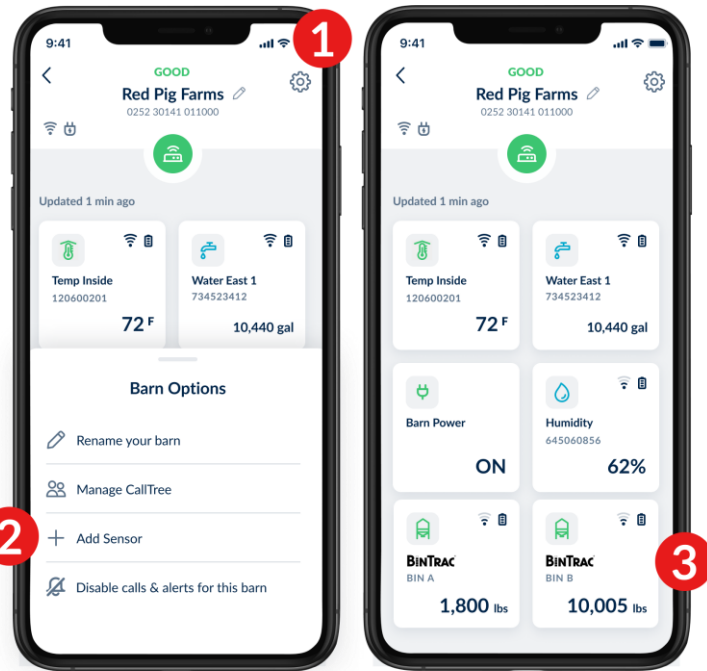 1
9:41
GOOD
Red Pig Farms
0252 30141 011000
Updated 1 min ago
Temp Inside
120600201
72 F
Water East 1
734523412
10,440 gal
Barn Options
Rename your barn
Manage CallTree
2
Add Sensor
Disable calls & alerts for this barn
9:41
GOOD
Red Pig Farms
0252 30141 011000
Updated 1 min ago
Temp Inside
120600201
72 F
Water East 1
734523412
10,440 gal
Barn Power
ON
Humidity
645060856
62%
BINTRAC
BIN A
1,800 lbs
BINTRAC
BIN B
10,005 lbs
3